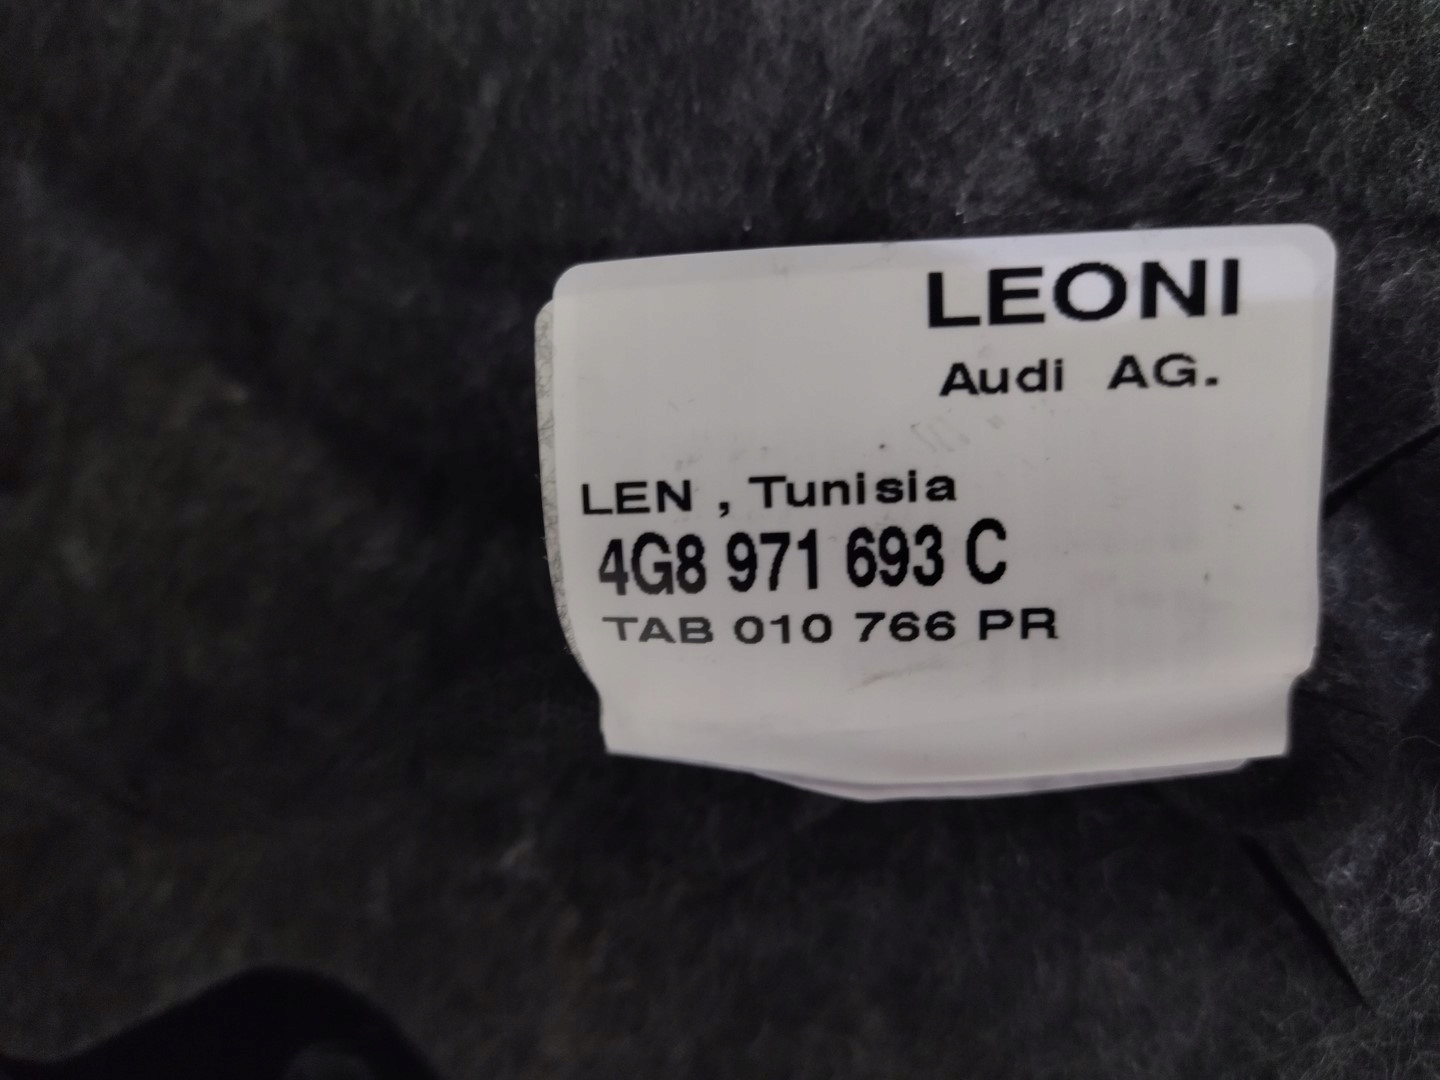 LEONI
Audi AG.
LEN , Tunisia
4G8 971 693 C
TAB 010 766 PR